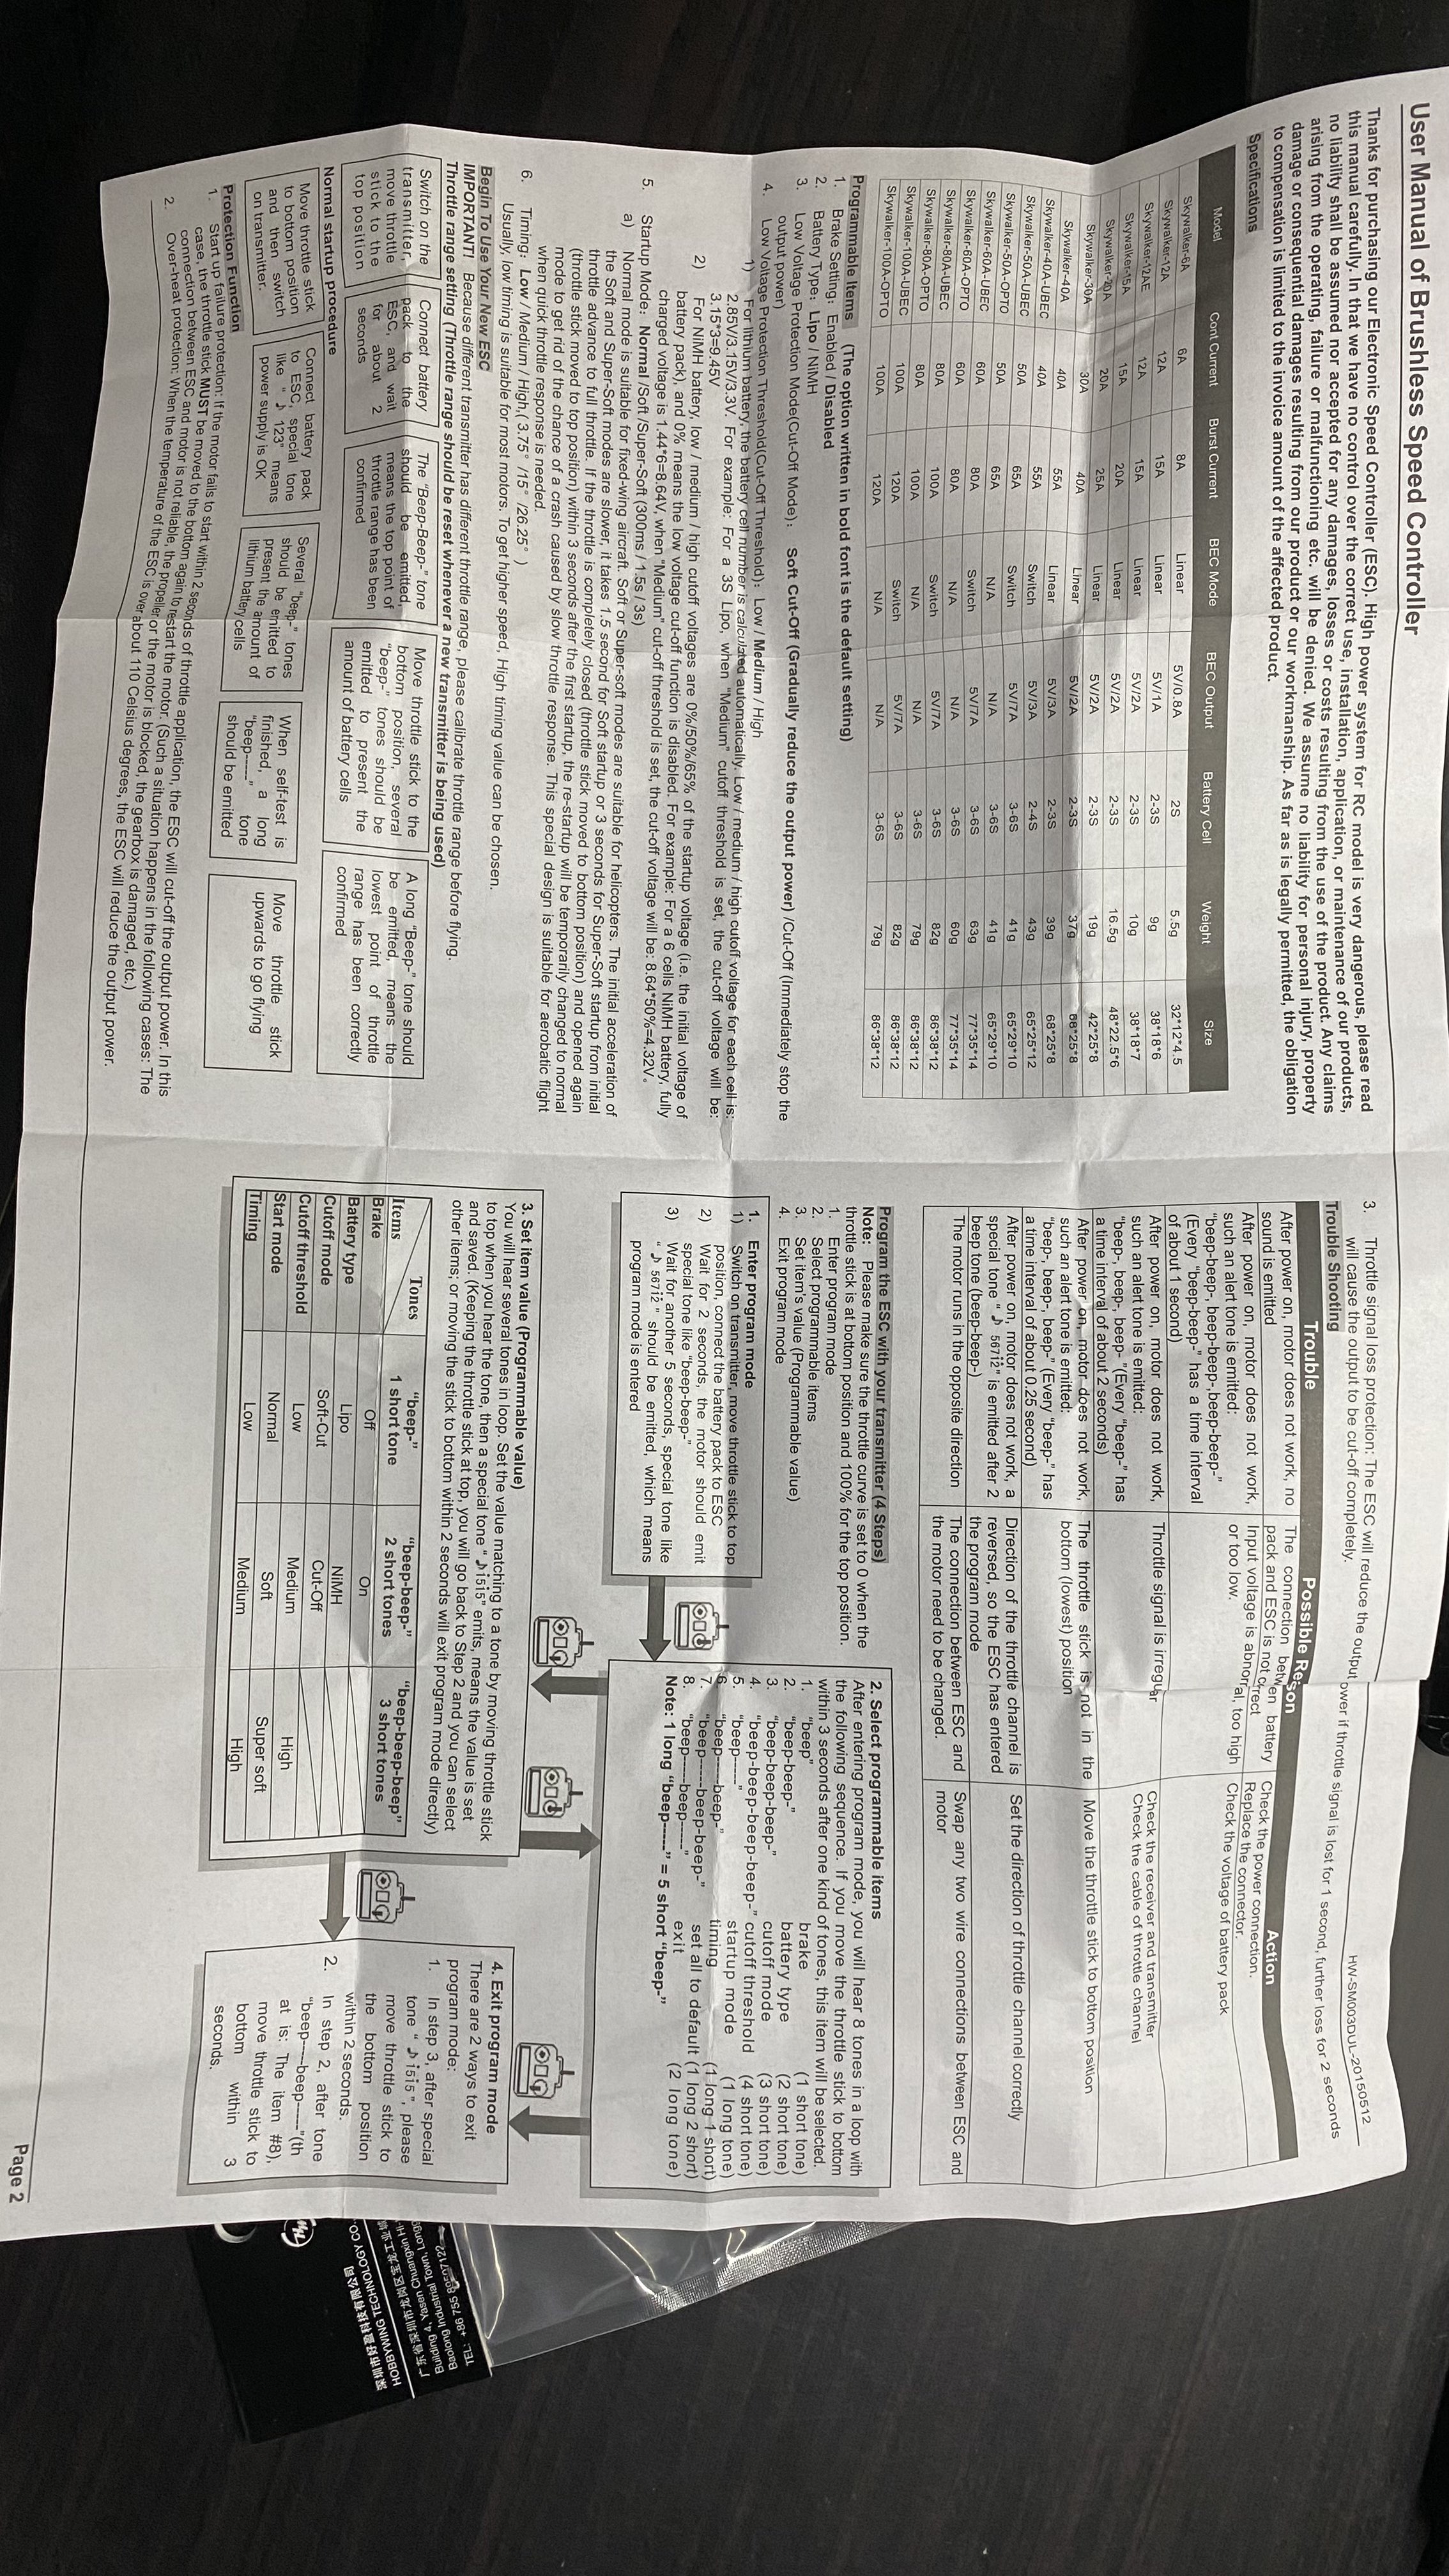 User Manual of Brushless Speed Controller
Thanks for purchasing our Electronic Speed Controller (ESC). High power system for RC model is very dangerous, please read
this manual carefully. In that we have no control over the correct use, installation, application, or maintenance of our products,
no liability shall be assumed nor accepted for any damages, losses or costs resulting from the use of the product. Any claims
arising from the operating, failure or malfunctioning etc. will be denied. We assume no liability for personal injury, property
damage or consequential damages resulting from our product or our workmanship. As far as is legally permitted, the obligation
to compensation is limited to the invoice amount of the affected product.
Specifications
Model Cont Current Burst Current BEC Mode BEC Output Battery Cell Weight Size
Skywalker-6A 6A 8A Linear 5V/0.8A 2S 5.5g 32*12*4.5
Skywalker-12A 12A 15A Linear 5V/1A 2-3S 9g 38*18*6
Skywalker-12AE 12A 15A Linear 5V/2A 2-3S 10g 38*18*7
Skywalker-15A 15A 20A Linear 5V/2A 2-3S 16.5g 48*22.5*6
Skywalker-20A 20A 25A Linear 5V/2A 2-3S 19g 42*25*8
Skywalker-30A 30A 40A Linear 5V/2A 2-3S 37g 68*25*8
Skywalker-40A 40A 55A Linear 5V/3A 2-3S 39g 68*25*8
Skywalker-40A-UBEC 40A 55A Switch 5V/3A 2-4S 43g 65*25*12
Skywalker-50A-UBEC 50A 65A Switch 5V/7A 3-6S 41g 65*29*10
Skywalker-50A-OPTO 50A 65A N/A N/A 3-6S 41g 65*29*10
Skywalker-60A-UBEC 60A 80A Switch 5V/7A 3-6S 63g 77*35*14
Skywalker-60A-OPTO 60A 80A N/A N/A 3-6S 60g 77*35*14
Skywalker-80A-UBEC 80A 100A Switch 5V/7A 3-6S 82g 86*38*12
Skywalker-80A-OPTO 80A 100A N/A N/A 3-6S 79g 86*38*12
Skywalker-100A-UBEC 100A 120A Switch 5V/7A 3-6S 82g 86*38*12
Skywalker-100A-OPTO 100A 120A N/A N/A 3-6S 79g 86*38*12
Programmable Items (The option written in bold font is the default setting)
1. Brake Setting: Enabled / Disabled
2. Battery Type: Lipo / NiMH
3. Low Voltage Protection Mode(Cut-Off Mode): Soft Cut-Off (Gradually reduce the output power) /Cut-Off (Immediately stop the
output power)
4. Low Voltage Protection Threshold(Cut-Off Threshold): Low / Medium / High
1) For lithium battery, the battery cell number is calculated automatically. Low / medium / high cutoff voltage for each cell is:
2.85V/3.15V/3.3V. For example: For a 3S Lipo, when "Medium" cutoff threshold is set, the cut-off voltage will be:
3.15*3=9.45V
2) For NiMH battery, low / medium / high cutoff voltages are 0%/50%/65% of the startup voltage (i.e. the initial voltage of
battery pack), and 0% means the low voltage cut-off function is disabled. For example: For a 6 cells NiMH battery, fully
charged voltage is 1.44*6=8.64V, when "Medium" cut-off threshold is set, the cut-off voltage will be: 8.64*50%=4.32V。
5. Startup Mode: Normal /Soft /Super-Soft (300ms / 1.5s / 3s)
a) Normal mode is suitable for fixed-wing aircraft. Soft or Super-soft modes are suitable for helicopters. The initial acceleration of
the Soft and Super-Soft modes are slower, it takes 1.5 second for Soft startup or 3 seconds for Super-Soft startup from initial
throttle advance to full throttle. If the throttle is completely closed (throttle stick moved to bottom position) and opened again
(throttle stick moved to top position) within 3 seconds after the first startup, the re-startup will be temporarily changed to normal
mode to get rid of the chance of a crash caused by slow throttle response. This special design is suitable for aerobatic flight
when quick throttle response is needed.
6. Timing: Low / Medium / High,( 3.75° /15° /26.25° )
Usually, low timing is suitable for most motors. To get higher speed, High timing value can be chosen.
Begin To Use Your New ESC
IMPORTANT! Because different transmitter has different throttle range, please calibrate throttle range before flying.
Throttle range setting (Throttle range should be reset whenever a new transmitter is being used)
Switch on the
transmitter,
move throttle
stick to the
top position
Connect battery
pack to the
ESC, and wait
for about 2
seconds
The "Beep-Beep-" tone
should be emitted,
means the top point of
throttle range has been
confirmed
Move throttle stick to the
bottom position, several
"beep-" tones should be
emitted to present the
amount of battery cells
A long "Beep-" tone should
be emitted, means the
lowest point of throttle
range has been correctly
confirmed
Normal startup procedure
Move throttle stick
to bottom position
and then switch
on transmitter.
Connect battery pack
to ESC, special tone
like " ♪ 123" means
power supply is OK
Several "beep-" tones
should be emitted to
present the amount of
lithium battery cells
When self-test is
finished, a long
"beep-----" tone
should be emitted
Move throttle stick
upwards to go flying
Protection Function
1. Start up failure protection: If the motor fails to start within 2 seconds of throttle application, the ESC will cut-off the output power. In this
case, the throttle stick MUST be moved to the bottom again to restart the motor. (Such a situation happens in the following cases: The
connection between ESC and motor is not reliable, the propeller or the motor is blocked, the gearbox is damaged, etc.)
2. Over-heat protection: When the temperature of the ESC is over about 110 Celsius degrees, the ESC will reduce the output power.
HW-SM003DUL-20150512
3. Throttle signal loss protection: The ESC will reduce the output power if throttle signal is lost for 1 second, further loss for 2 seconds
will cause the output to be cut-off completely.
Trouble Shooting
Trouble Possible Reason Action
After power on, motor does not work, no
sound is emitted
The connection between battery
pack and ESC is not correct
Check the power connection.
Replace the connector.
After power on, motor does not work,
such an alert tone is emitted:
"beep-beep-, beep-beep-,beep-beep-"
(Every "beep-beep-" has a time interval
of about 1 second)
Input voltage is abnormal, too high
or too low.
Check the voltage of battery pack
After power on, motor does not work,
such an alert tone is emitted:
"beep-, beep-, beep- "(Every "beep-" has
a time interval of about 2 seconds)
Throttle signal is irregular
Check the receiver and transmitter
Check the cable of throttle channel
After power on, motor does not work,
such an alert tone is emitted:
"beep-, beep-, beep-" (Every "beep-" has
a time interval of about 0.25 second)
The throttle stick is not in the
bottom (lowest) position
Move the throttle stick to bottom position
After power on, motor does not work, a
special tone " ♪ 567i̇2̇" is emitted after 2
beep tone (beep-beep-)
Direction of the throttle channel is
reversed, so the ESC has entered
the program mode
Set the direction of throttle channel correctly
The motor runs in the opposite direction
The connection between ESC and
the motor need to be changed.
Swap any two wire connections between ESC and
motor
Program the ESC with your transmitter (4 Steps)
Note: Please make sure the throttle curve is set to 0 when the
throttle stick is at bottom position and 100% for the top position.
1. Enter program mode
2. Select programmable items
3. Set item's value (Programmable value)
4. Exit program mode
1. Enter program mode
1) Switch on transmitter, move throttle stick to top
position, connect the battery pack to ESC
2) Wait for 2 seconds, the motor should emit
special tone like "beep-beep-"
3) Wait for another 5 seconds, special tone like
" ♪ 567i̇2̇ " should be emitted, which means
program mode is entered
2. Select programmable items
After entering program mode, you will hear 8 tones in a loop with
the following sequence. If you move the throttle stick to bottom
within 3 seconds after one kind of tones, this item will be selected.
1. "beep" brake (1 short tone)
2. "beep-beep-" battery type (2 short tone)
3. "beep-beep-beep-" cutoff mode (3 short tone)
4. "beep-beep-beep-beep-" cutoff threshold (4 short tone)
5. "beep-----" startup mode (1 long tone)
6. "beep-----beep-" timing (1 long 1 short)
7. "beep-----beep-beep-" set all to default (1 long 2 short)
8. "beep-----beep-----" exit (2 long tone)
Note: 1 long "beep-----" = 5 short "beep-"
3. Set item value (Programmable value)
You will hear several tones in loop. Set the value matching to a tone by moving throttle stick
to top when you hear the tone, then a special tone " ♪i̇5i̇5" emits, means the value is set
and saved. (Keeping the throttle stick at top, you will go back to Step 2 and you can select
other items; or moving the stick to bottom within 2 seconds will exit program mode directly)
Tones
Items
"beep-"
1 short tone
"beep-beep-"
2 short tones
"beep-beep-beep"
3 short tones
Brake Off On
Battery type Lipo NiMH
Cutoff mode Soft-Cut Cut-Off
Cutoff threshold Low Medium High
Start mode Normal Soft Super soft
Timing Low Medium High
4. Exit program mode
There are 2 ways to exit
program mode:
1. In step 3, after special
tone " ♪ i̇5i̇5 ", please
move throttle stick to
the bottom position
within 2 seconds.
2. In step 2, after tone
"beep-----beep-----"(th
at is: The item #8),
move throttle stick to
bottom within 3
seconds.
Page 2
HOBBYWING TECHNOLOGY CO.,